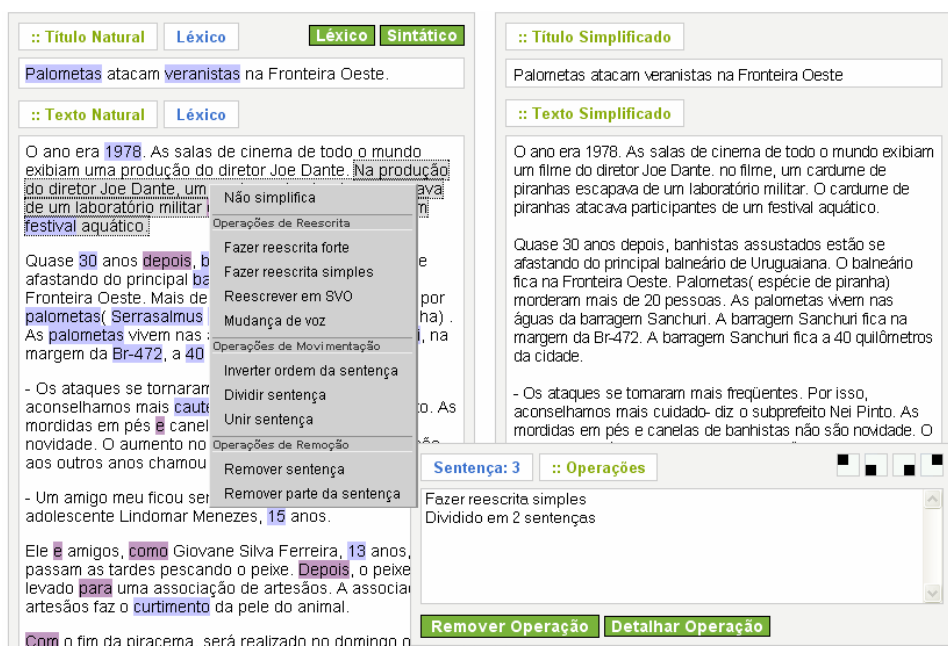 :: Título Natural Léxico Léxico Sintático
Palometas atacam veranistas na Fronteira Oeste.
:: Texto Natural Léxico
O ano era 1978. As salas de cinema de todo o mundo
exibiam uma produção do diretor Joe Dante. Na produção
do diretor Joe Dante, um
de um laboratório militar
festival aquático.
Quase 30 anos depois,
afastando do principal
Fronteira Oeste. Mais de por
palometas( Serrasalmus ha) .
As palometas vivem nas na
margem da Br-472, a 40
- Os ataques se tornaram
aconselhamos mais to. As
mordidas em pés e canel
novidade. O aumento no
aos outros anos chamou
- Um amigo meu ficou
adolescente Lindomar Menezes, 15 anos.
Ele e amigos, como Giovane Silva Ferreira, 13 anos,
passam as tardes pescando o peixe. Depois, o peixe
levado para uma associação de artesãos. A associa
artesãos faz o curtimento da pele do animal.
Com o fim da piracema, será realizado no domingo o
Não simplifica
Operações de Reescrita
Fazer reescrita forte
Fazer reescrita simples
Reescrever em SVO
Mudança de voz
Operações de Movimentação
Inverter ordem da sentença
Dividir sentença
Unir sentença
Operações de Remoção
Remover sentença
Remover parte da sentença
:: Título Simplificado
Palometas atacam veranistas na Fronteira Oeste
:: Texto Simplificado
O ano era 1978. As salas de cinema de todo o mundo exibiam
um filme do diretor Joe Dante. no filme, um cardume de
piranhas escapava de um laboratório militar. O cardume de
piranhas atacava participantes de um festival aquático.
Quase 30 anos depois, banhistas assustados estão se
afastando do principal balneário de Uruguaiana. O balneário
fica na Fronteira Oeste. Palometas( espécie de piranha)
morderam mais de 20 pessoas. As palometas vivem nas
águas da barragem Sanchuri. A barragem Sanchuri fica na
margem da Br-472. A barragem Sanchuri fica a 40 quilômetros
da cidade.
- Os ataques se tornaram mais freqüentes. Por isso,
aconselhamos mais cuidado- diz o subprefeito Nei Pinto. As
mordidas em pés e canelas de banhistas não são novidade. O
Sentença: 3 :: Operações
Fazer reescrita simples
Dividido em 2 sentenças
Remover Operação Detalhar Operação